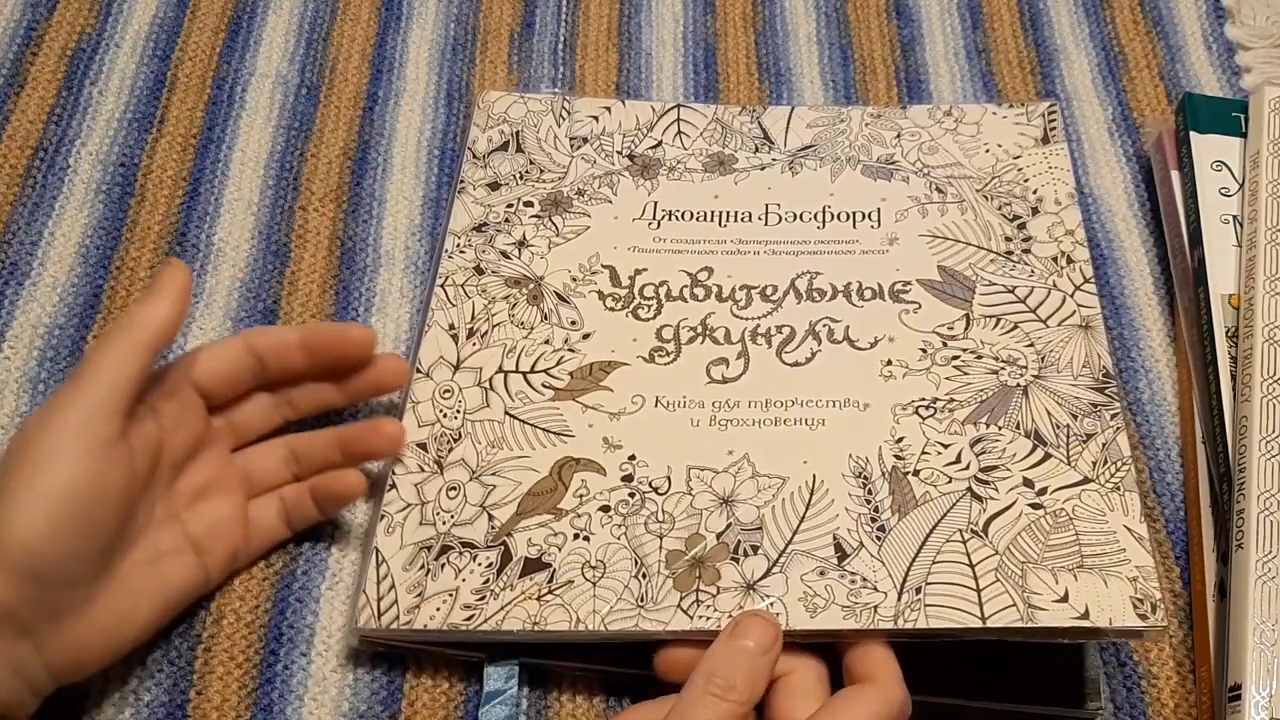 Джоанна Бэсфорд
От создателя «Затерянного океана»,
«Таинственного сада» и «Зачарованного леса»
Удивительные
джунгли
Книга для творчества
и вдохновения
THE LORD OF THE RINGS MOVIE TRILOGY COLOURING BOOK